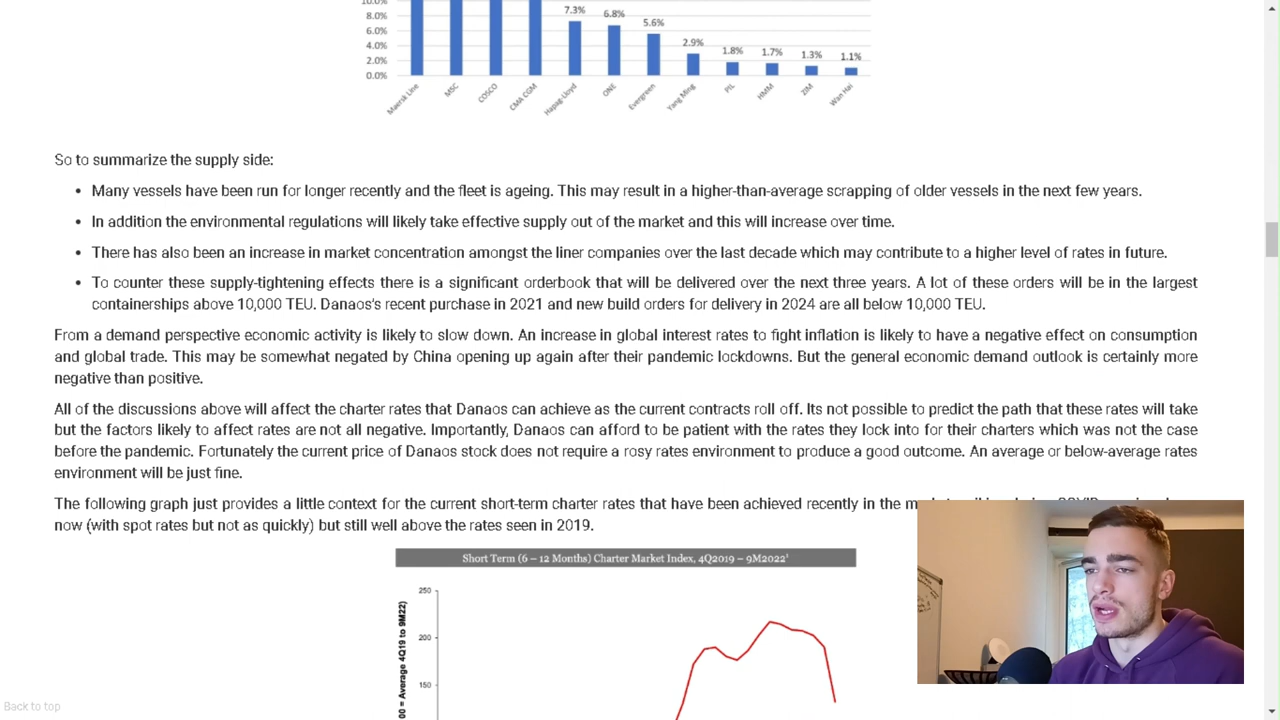 10.0%
8.0%
6.0%
4.0%
2.0%
0.0%
7.3%
6.8%
5.6%
2.9%
1.8%
1.7%
1.3%
1.1%
Maersk Line
MSC
COSCO
CMA CGM
Hapag-Lloyd
ONE
Evergreen
Yang Ming
PIL
HMM
ZIM
Wan Hai
So to summarize the supply side:
• Many vessels have been run for longer recently and the fleet is ageing. This may result in a higher-than-average scrapping of older vessels in the next few years.
• In addition the environmental regulations will likely take effective supply out of the market and this will increase over time.
• There has also been an increase in market concentration amongst the liner companies over the last decade which may contribute to a higher level of rates in future.
• To counter these supply-tightening effects there is a significant orderbook that will be delivered over the next three years. A lot of these orders will be in the largest
containerships above 10,000 TEU. Danaos's recent purchase in 2021 and new build orders for delivery in 2024 are all below 10,000 TEU.
From a demand perspective economic activity is likely to slow down. An increase in global interest rates to fight inflation is likely to have a negative effect on consumption
and global trade. This may be somewhat negated by China opening up again after their pandemic lockdowns. But the general economic demand outlook is certainly more
negative than positive.
All of the discussions above will affect the charter rates that Danaos can achieve as the current contracts roll off. Its not possible to predict the path that these rates will take
but the factors likely to affect rates are not all negative. Importantly, Danaos can afford to be patient with the rates they lock into for their charters which was not the case
before the pandemic. Fortunately the current price of Danaos stock does not require a rosy rates environment to produce a good outcome. An average or below-average rates
environment will be just fine.
The following graph just provides a little context for the current short-term charter rates that have been achieved recently in the
now (with spot rates but not as quickly) but still well above the rates seen in 2019.
Short Term (6 – 12 Months) Charter Market Index, 4Q2019 – 9M2022¹
250
200
150
00 = Average 4Q19 to 9M22)
Back to top